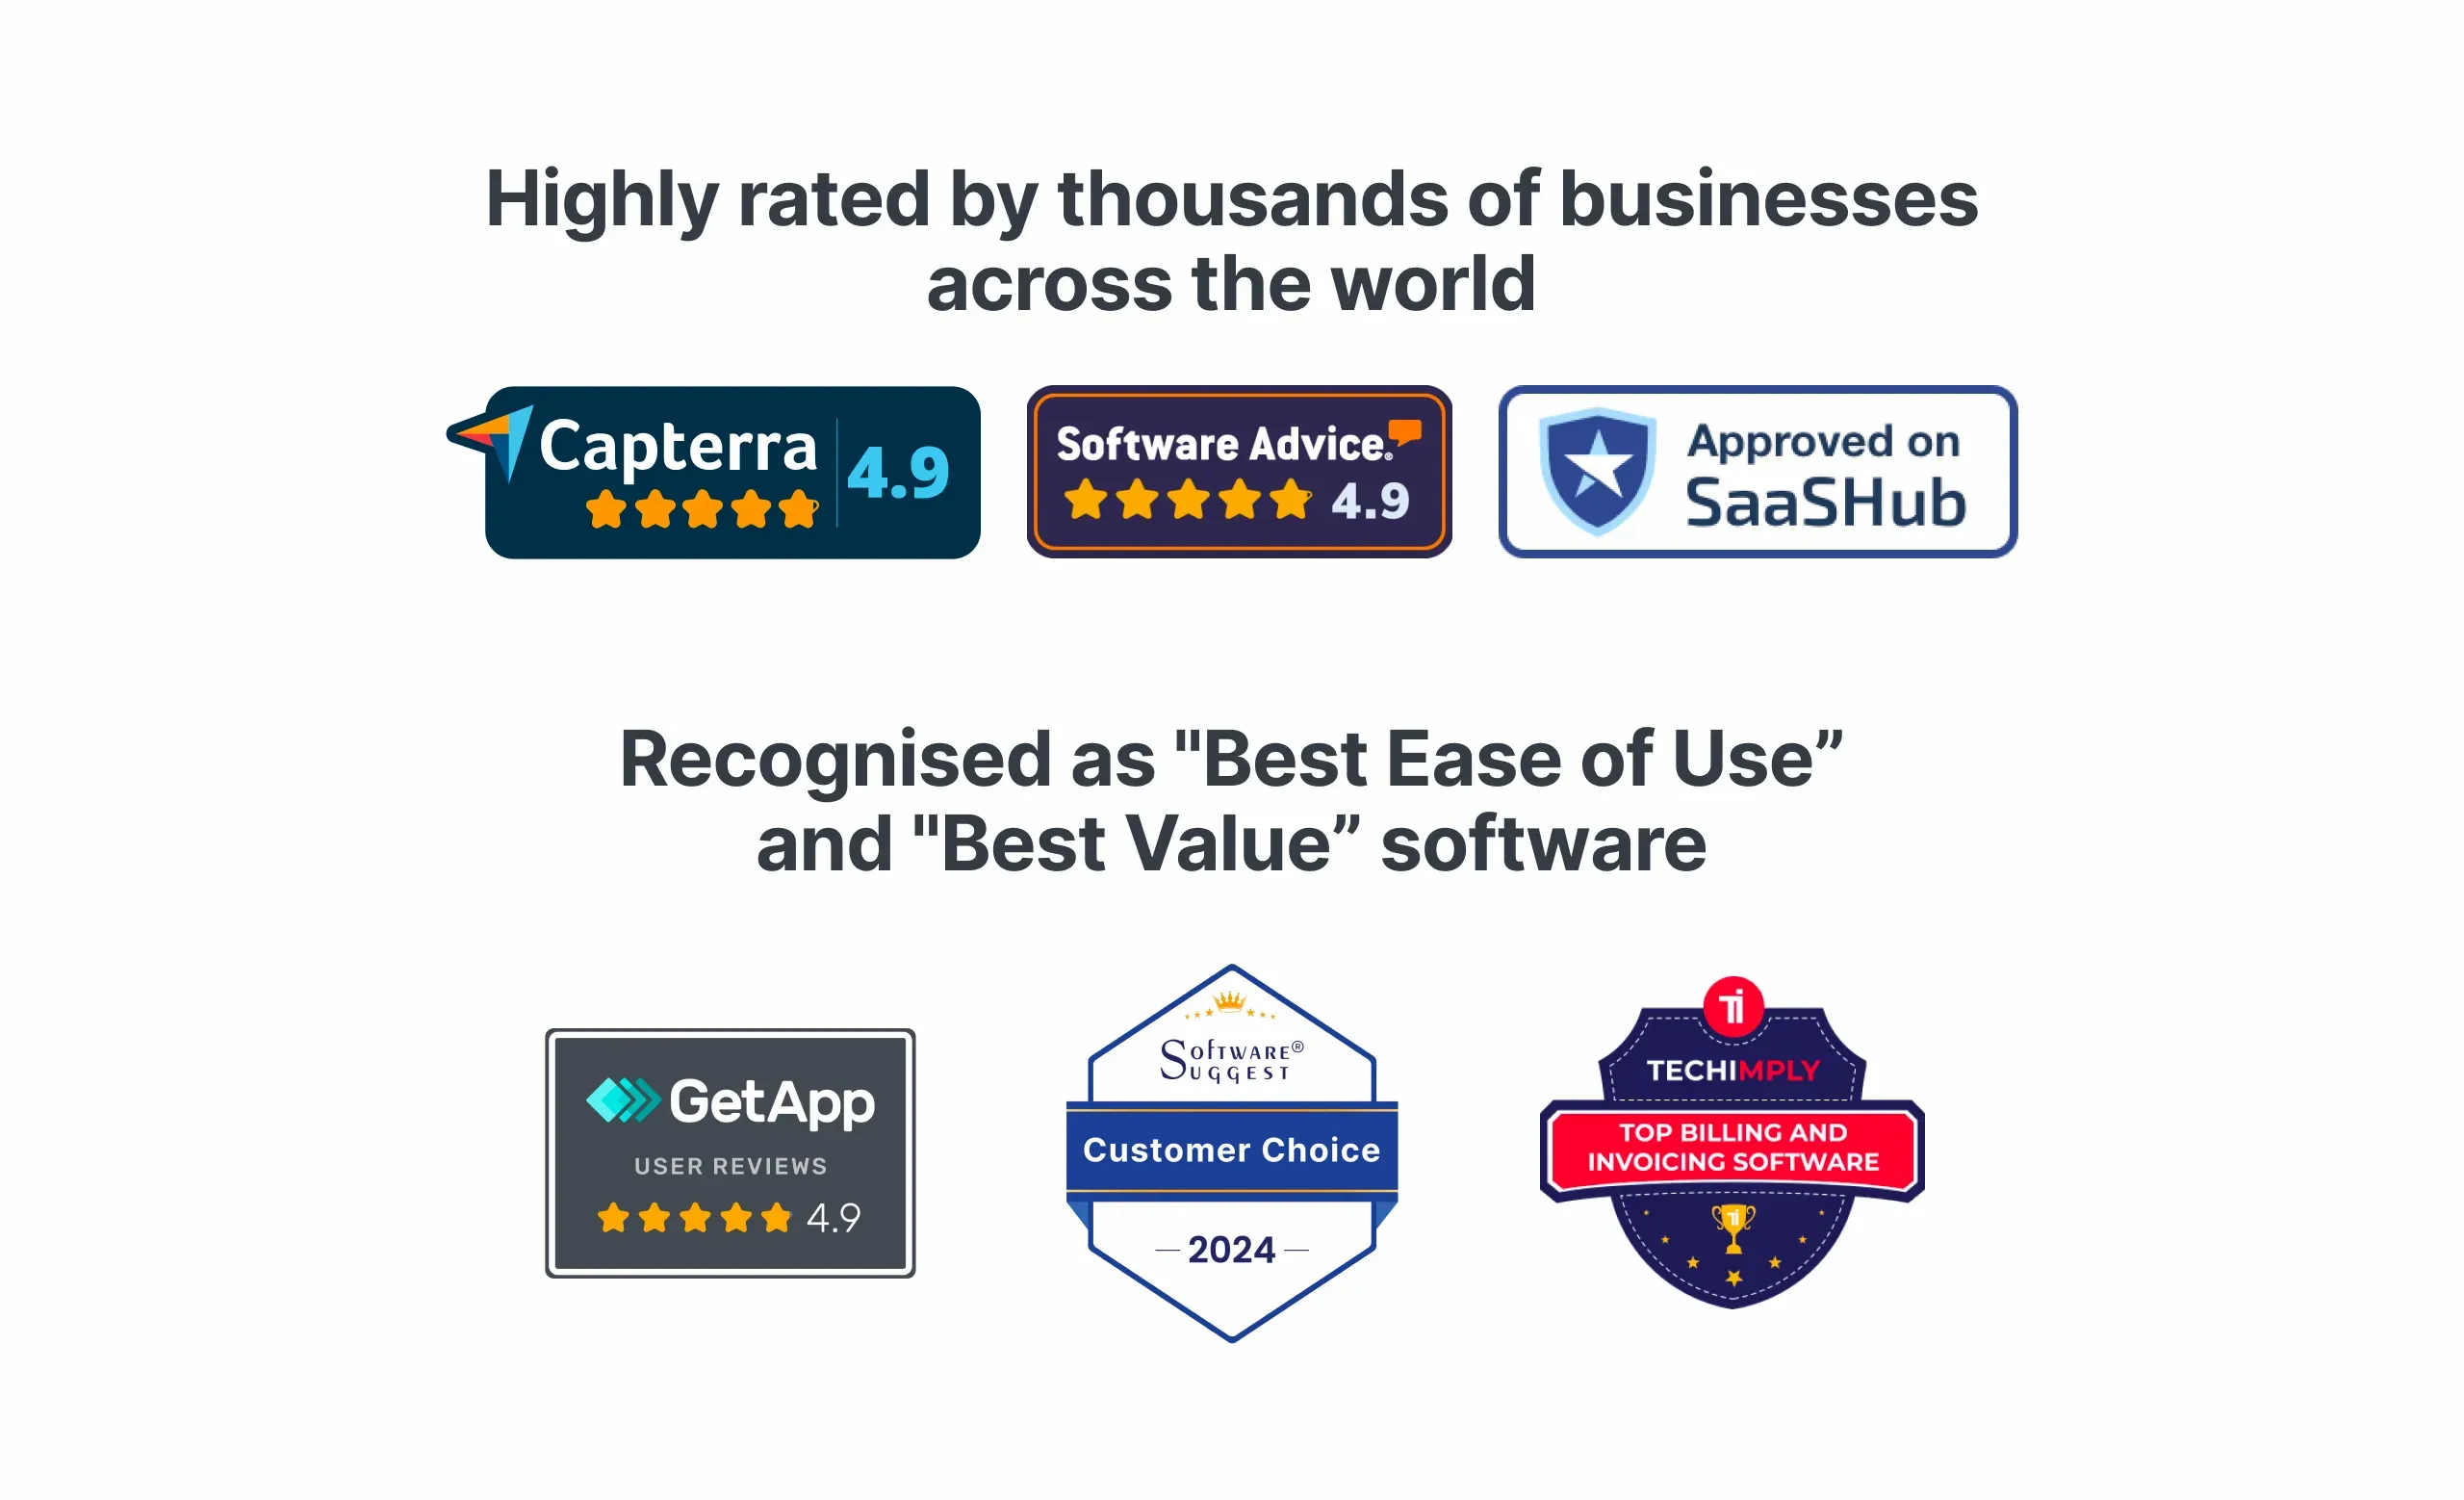 Highly rated by thousands of businesses
across the world
Capterra
4.9
Software Advice®
4.9
Approved on
SaaSHub
Recognised as "Best Ease of Use”
and "Best Value” software
GetApp
USER REVIEWS
4.9
SOFTWARE®
SUGGEST
Customer Choice
2024
TECHIMPLY
TOP BILLING AND
INVOICING SOFTWARE